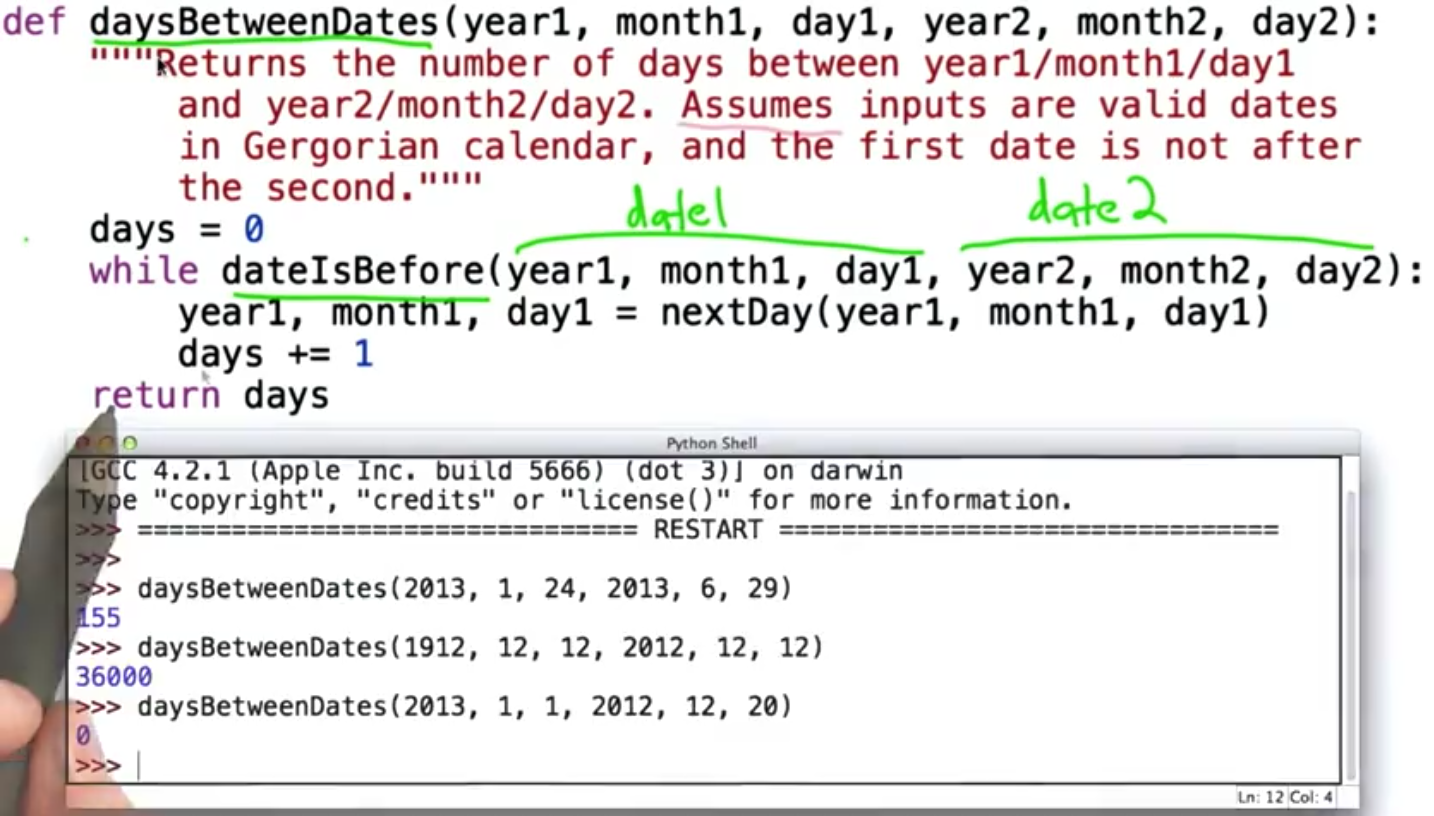 def daysBetweenDates(year1, month1, day1, year2, month2, day2):
"""Returns the number of days between year1/month1/day1
and year2/month2/day2. Assumes inputs are valid dates
in Gergorian calendar, and the first date is not after
the second."""
date1 date2
days = 0
while dateIsBefore(year1, month1, day1, year2, month2, day2):
year1, month1, day1 = nextDay(year1, month1, day1)
days += 1
return days
Python Shell
[GCC 4.2.1 (Apple Inc. build 5666) (dot 3)] on darwin
Type "copyright", "credits" or "license()" for more information.
>>> ================================ RESTART ================================
>>>
>>> daysBetweenDates(2013, 1, 24, 2013, 6, 29)
155
>>> daysBetweenDates(1912, 12, 12, 2012, 12, 12)
36000
>>> daysBetweenDates(2013, 1, 1, 2012, 12, 20)
0
>>>
Ln: 12 Col: 4